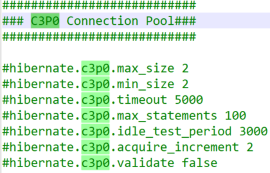 ###########################
### C3P0 Connection Pool###
###########################
#hibernate.c3p0.max_size 2
#hibernate.c3p0.min_size 2
#hibernate.c3p0.timeout 5000
#hibernate.c3p0.max_statements 100
#hibernate.c3p0.idle_test_period 3000
#hibernate.c3p0.acquire_increment 2
#hibernate.c3p0.validate false